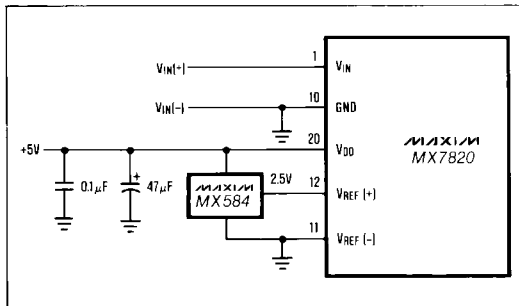 1
VIN(+)
VIN
VIN(-)
10
GND
+5V
20
VDD
MAXIM
MX7820
0.1µF
+
47µF
MAXIM
MX584
2.5V
12
VREF (+)
11
VREF (-)